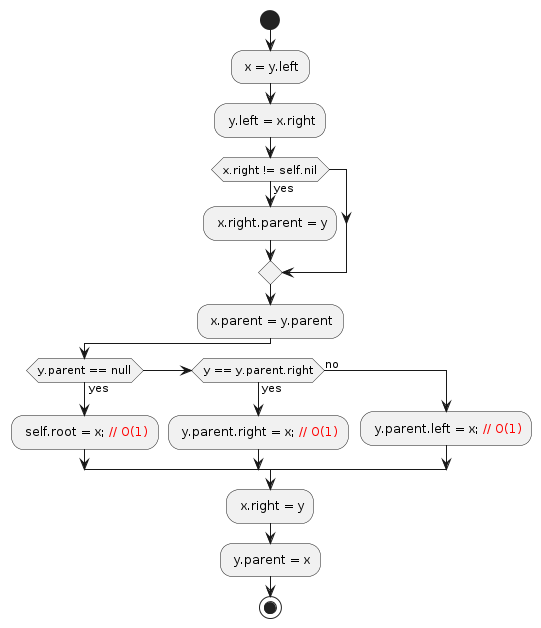 x = y.left
y.left = x.right
x.right != self.nil
yes
x.right.parent = y
x.parent = y.parent
y.parent == null
y == y.parent.right
no
yes
yes
self.root = x; // O(1)
y.parent.right = x; // O(1)
y.parent.left = x; // O(1)
x.right = y
y.parent = x